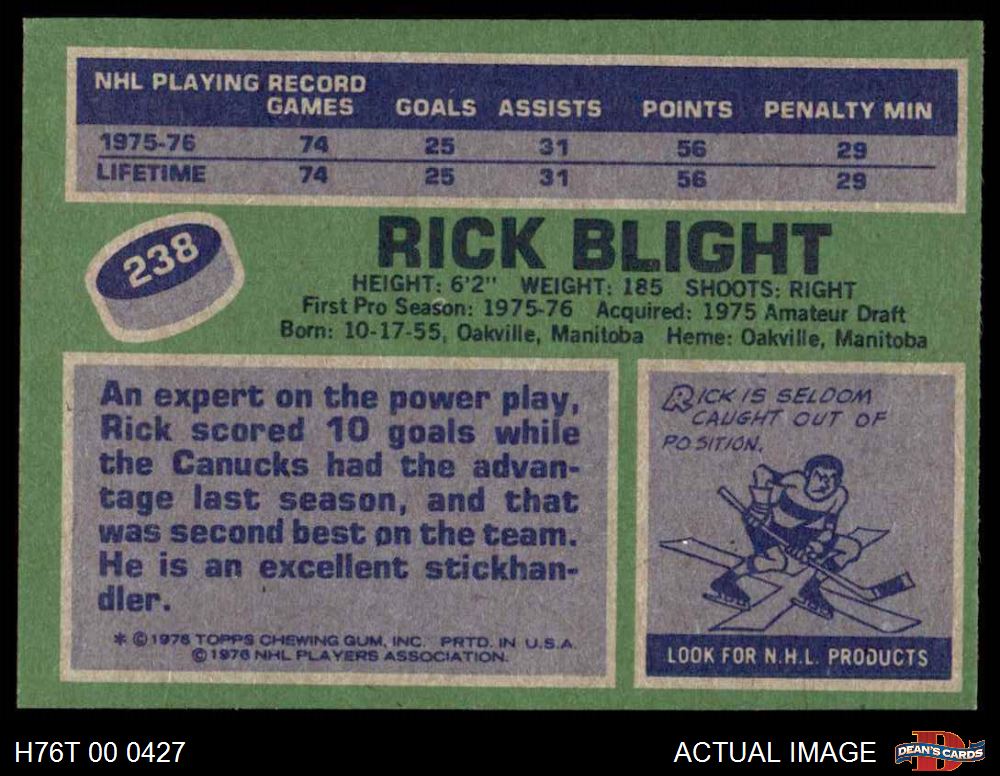 NHL PLAYING RECORD
GAMES GOALS ASSISTS POINTS PENALTY MIN
1975-76 74 25 31 56 29
LIFETIME 74 25 31 56 29
238
RICK BLIGHT
HEIGHT: 6'2" WEIGHT: 185 SHOOTS: RIGHT
First Pro Season: 1975-76 Acquired: 1975 Amateur Draft
Born: 10-17-55, Oakville, Manitoba Heme: Oakville, Manitoba
An expert on the power play,
Rick scored 10 goals while
the Canucks had the advan-
tage last season, and that
was second best on the team.
He is an excellent stickhan-
dler.
* © 1976 TOPPS CHEWING GUM, INC. PRTD. IN U.S.A.
© 1976 NHL PLAYERS ASSOCIATION.
RICK IS SELDOM
CAUGHT OUT OF
POSITION.
LOOK FOR N.H.L. PRODUCTS
H76T 00 0427
ACTUAL IMAGE
D
DEAN'S CARDS